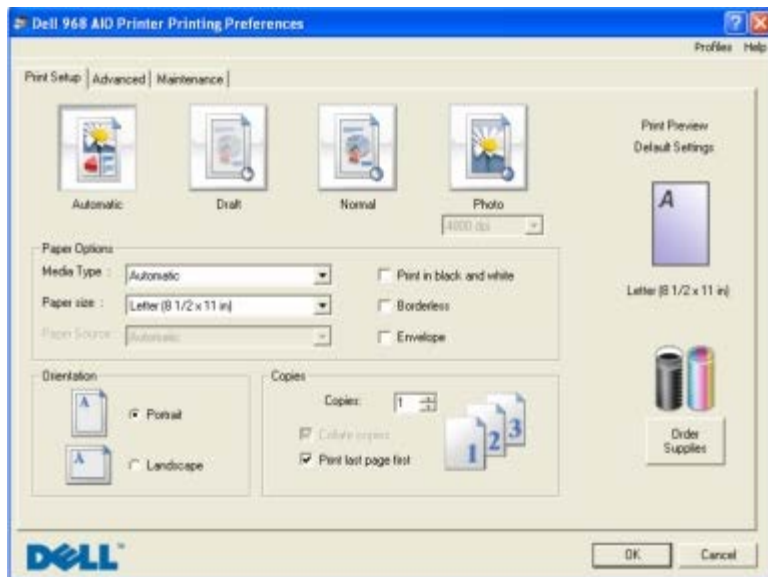 Dell 968 AIO Printer Printing Preferences
Profiles Help
Print Setup Advanced Maintenance
Automatic
Draft
Normal
Photo
4800 dpi
Print Preview
Default Settings
A
Letter (8 1/2 x 11 in)
Paper Options
Media Type : Automatic
Print in black and white
Paper size : Letter (8 1/2 x 11 in)
Borderless
Paper Source : Automatic
Envelope
Orientation
A
Portrait
A
Landscape
Copies
Copies: 1
Collate copies
Print last page first
1 2 3
Order
Supplies
DELL™
OK Cancel